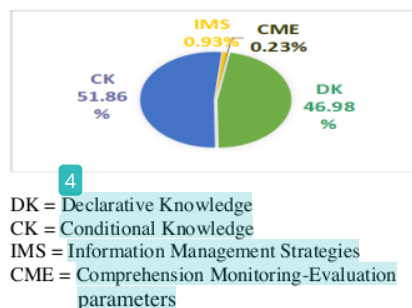 IMS
0.93%
CME
0.23%
CK
51.86
%
DK
46.98
%
4
DK = Declarative Knowledge
CK = Conditional Knowledge
IMS = Information Management Strategies
CME = Comprehension Monitoring-Evaluation
parameters